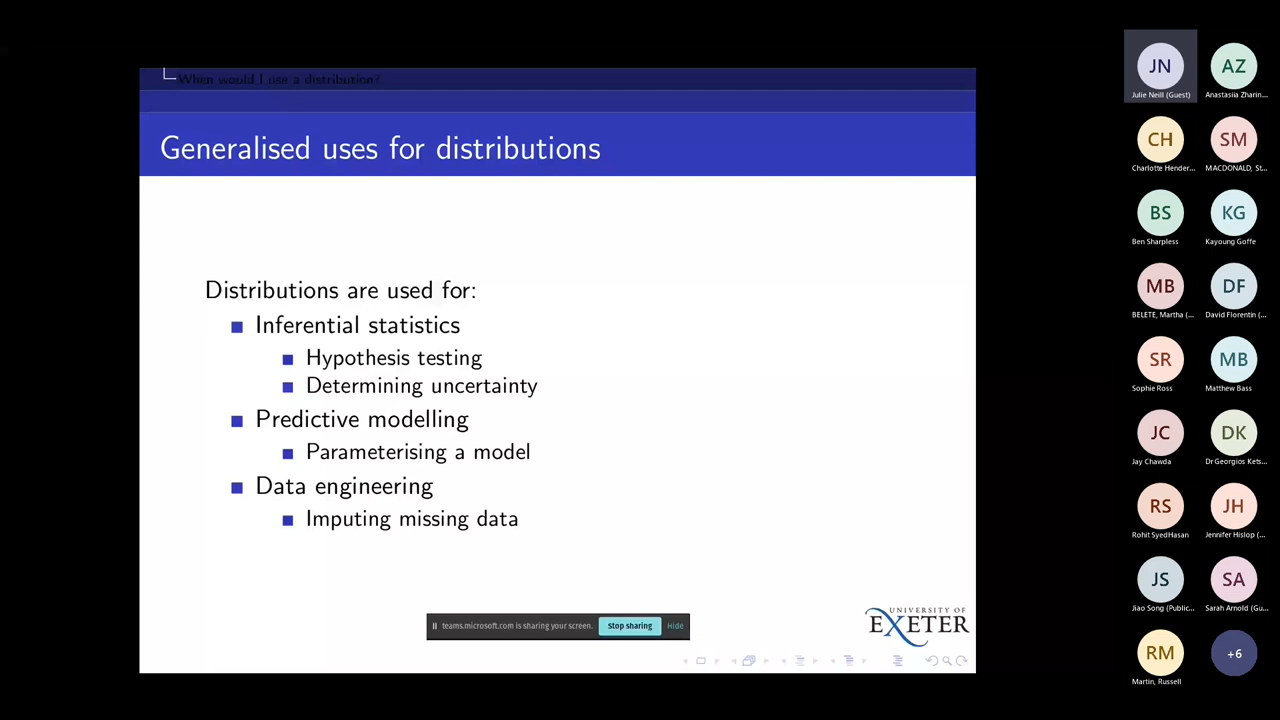 When would I use a distribution?
Generalised uses for distributions
Distributions are used for:
Inferential statistics
Hypothesis testing
Determining uncertainty
Predictive modelling
Parameterising a model
Data engineering
Imputing missing data
teams.microsoft.com is sharing your screen.
Stop sharing
Hide
UNIVERSITY OF
EXETER
JN
Julie Neill (Guest)
AZ
Anastasiia Zharin...
CH
Charlotte Hender...
SM
MACDONALD, St...
BS
Ben Sharpless
KG
Kayoung Goffe
MB
BELETE, Martha (...
DF
David Florentin (...
SR
Sophie Ross
MB
Matthew Bass
JC
Jay Chawda
DK
Dr Georgios Kets...
RS
Rohit SyedHasan
JH
Jennifer Hislop (...
JS
Jiao Song (Public...
SA
Sarah Arnold (Gu...
RM
Martin, Russell
+6